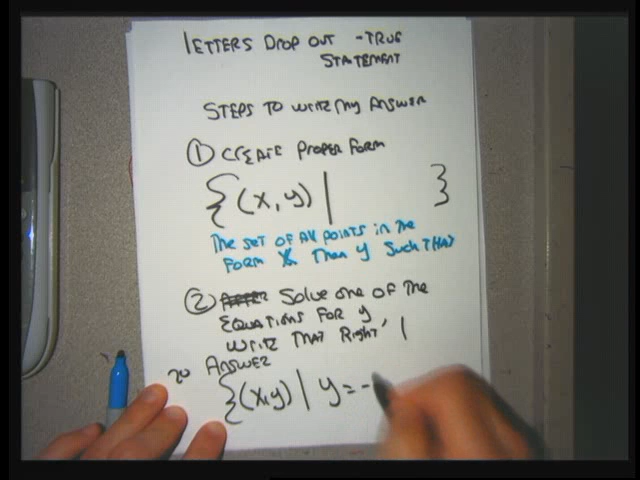 LETTERS DROP OUT - TRUE
STATEMENT
STEPS TO WRITE MY ANSWER
① CREATE PROPER FORM
{(x,y) | }
THE SET OF ALL POINTS IN THE
FORM X THEN Y SUCH THAT
② SOLVE ONE OF THE
EQUATIONS FOR y
WRITE THAT RIGHT |
TO ANSWER
{(x,y) | y = -